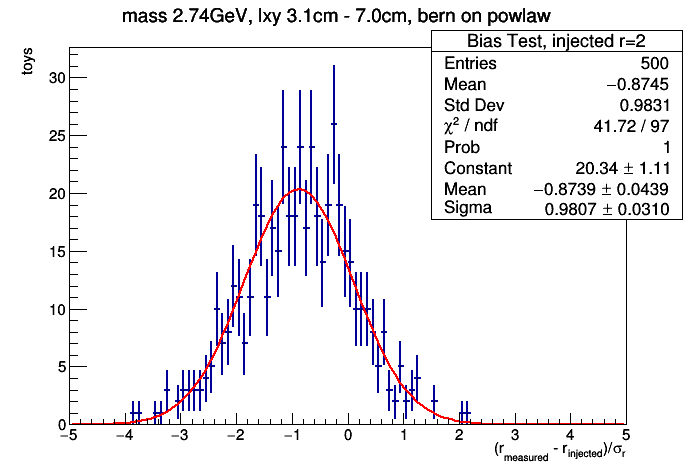 mass 2.74GeV, lxy 3.1cm - 7.0cm, bern on powlaw
toys
Bias Test, injected r=2
Entries 500
Mean −0.8745
Std Dev 0.9831
χ² / ndf 41.72 / 97
Prob 1
Constant 20.34 ± 1.11
Mean −0.8739 ± 0.0439
Sigma 0.9807 ± 0.0310
30
25
20
15
10
5
0
−5 −4 −3 −2 −1 0 1 2 3 4 5
(r_measured - r_injected)/σ_r